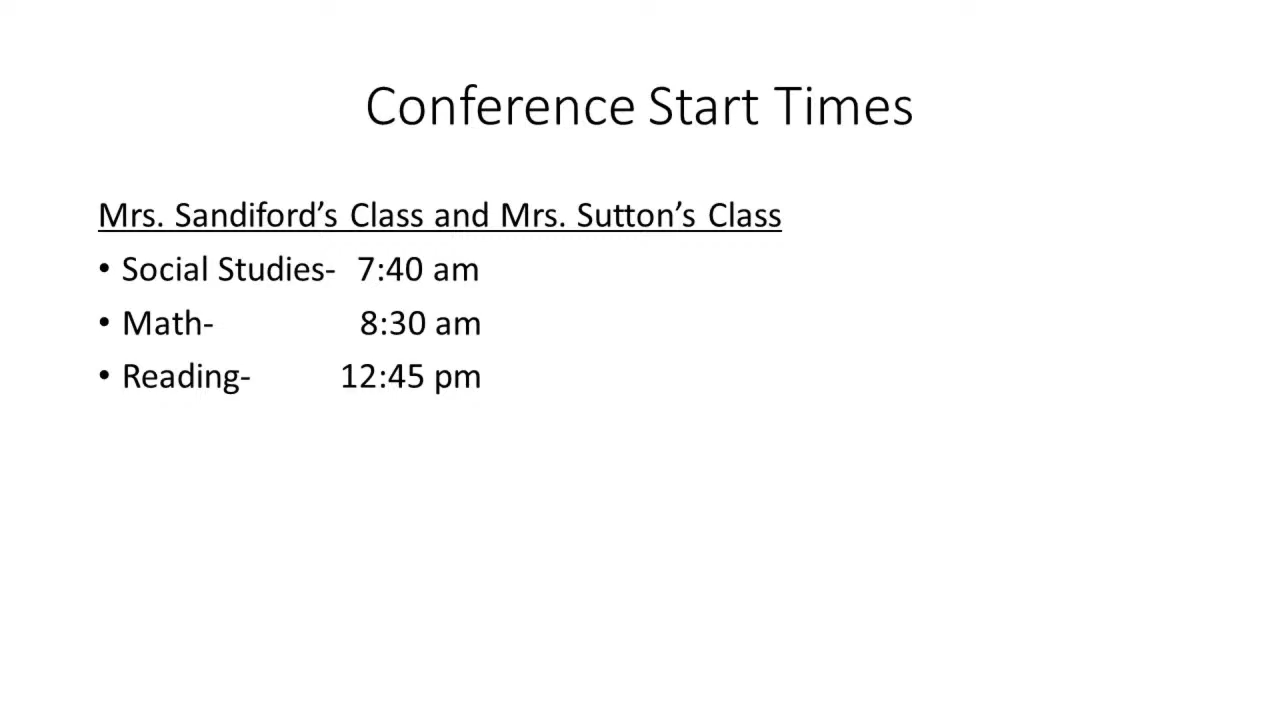 Conference Start Times
Mrs. Sandiford’s Class and Mrs. Sutton’s Class
• Social Studies- 7:40 am
• Math- 8:30 am
• Reading- 12:45 pm